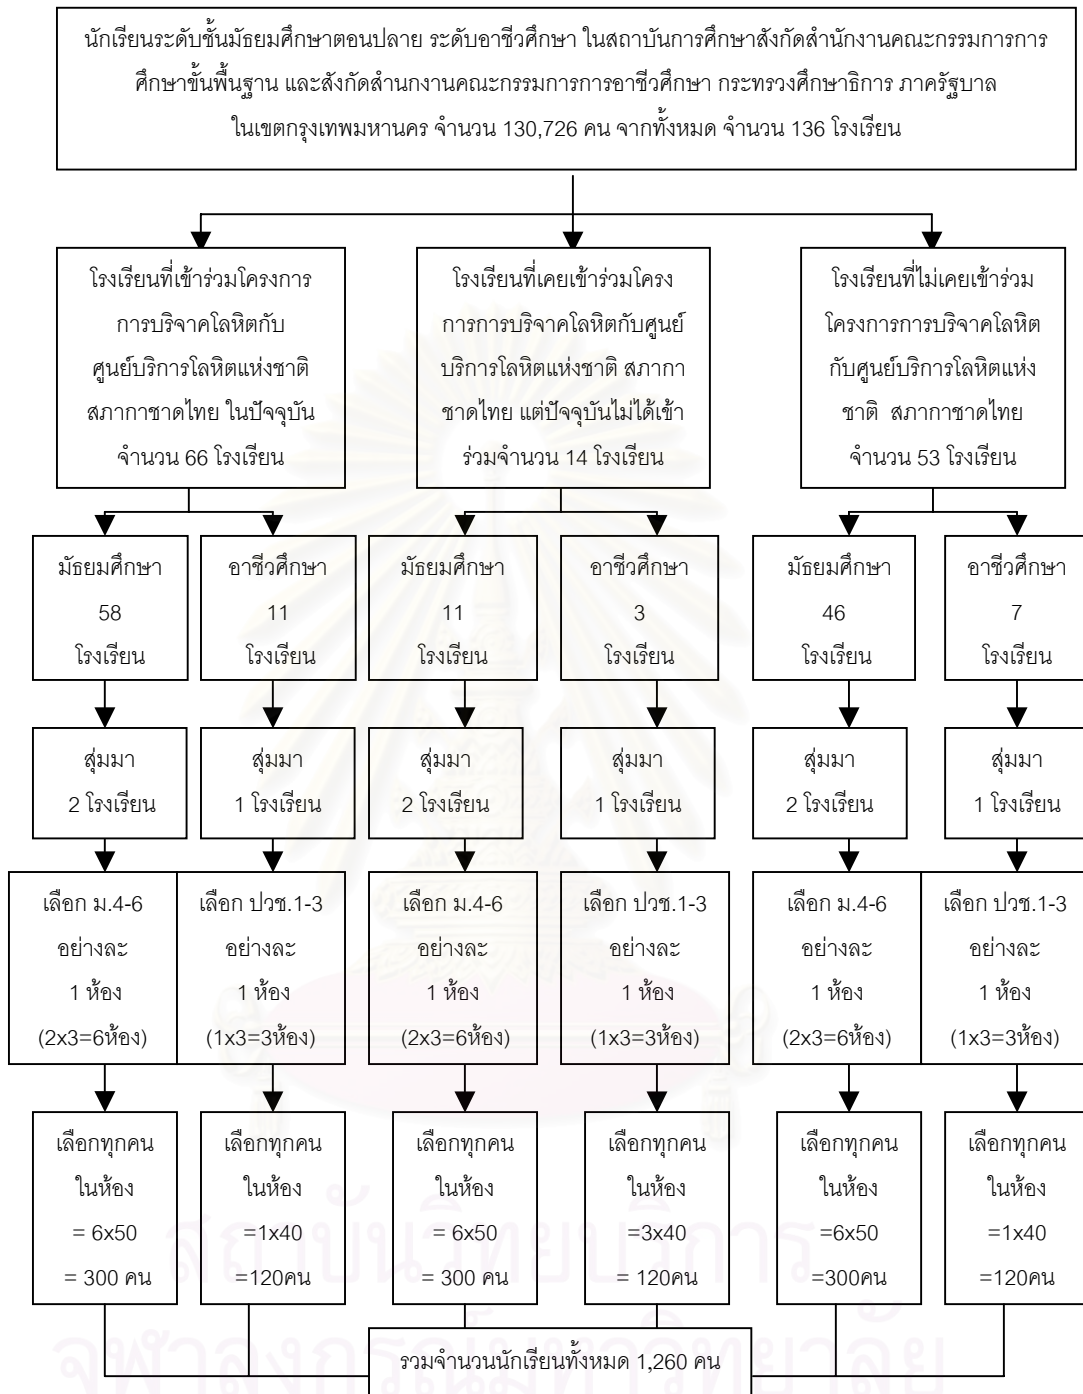 นักเรียนระดับชั้นมัธยมศึกษาตอนปลาย ระดับอาชีวศึกษา ในสถาบันการศึกษาสังกัดสำนักงานคณะกรรมการการ
ศึกษาขั้นพื้นฐาน และสังกัดสำนกงานคณะกรรมการการอาชีวศึกษา กระทรวงศึกษาธิการ ภาครัฐบาล
ในเขตกรุงเทพมหานคร จำนวน 130,726 คน จากทั้งหมด จำนวน 136 โรงเรียน
โรงเรียนที่เข้าร่วมโครงการ
การบริจาคโลหิตกับ
ศูนย์บริการโลหิตแห่งชาติ
สภากาชาดไทย ในปัจจุบัน
จำนวน 66 โรงเรียน
โรงเรียนที่เคยเข้าร่วมโครง
การการบริจาคโลหิตกับศูนย์
บริการโลหิตแห่งชาติ สภากา
ชาดไทย แต่ปัจจุบันไม่ได้เข้า
ร่วมจำนวน 14 โรงเรียน
โรงเรียนที่ไม่เคยเข้าร่วม
โครงการการบริจาคโลหิต
กับศูนย์บริการโลหิตแห่ง
ชาติ สภากาชาดไทย
จำนวน 53 โรงเรียน
มัธยมศึกษา
58
โรงเรียน
อาชีวศึกษา
11
โรงเรียน
มัธยมศึกษา
11
โรงเรียน
อาชีวศึกษา
3
โรงเรียน
มัธยมศึกษา
46
โรงเรียน
อาชีวศึกษา
7
โรงเรียน
สุ่มมา
2 โรงเรียน
สุ่มมา
1 โรงเรียน
สุ่มมา
2 โรงเรียน
สุ่มมา
1 โรงเรียน
สุ่มมา
2 โรงเรียน
สุ่มมา
1 โรงเรียน
เลือก ม.4-6
อย่างละ
1 ห้อง
(2x3=6ห้อง)
เลือก ปวช.1-3
อย่างละ
1 ห้อง
(1x3=3ห้อง)
เลือก ม.4-6
อย่างละ
1 ห้อง
(2x3=6ห้อง)
เลือก ปวช.1-3
อย่างละ
1 ห้อง
(1x3=3ห้อง)
เลือก ม.4-6
อย่างละ
1 ห้อง
(2x3=6ห้อง)
เลือก ปวช.1-3
อย่างละ
1 ห้อง
(1x3=3ห้อง)
เลือกทุกคน
ในห้อง
= 6x50
= 300 คน
เลือกทุกคน
ในห้อง
=1x40
=120คน
เลือกทุกคน
ในห้อง
= 6x50
= 300 คน
เลือกทุกคน
ในห้อง
=3x40
= 120คน
เลือกทุกคน
ในห้อง
=6x50
=300คน
เลือกทุกคน
ในห้อง
=1x40
=120คน
รวมจำนวนนักเรียนทั้งหมด 1,260 คน
สถาบันวิทยบริการ
จุฬาลงกรณ์มหาวิทยาลัย